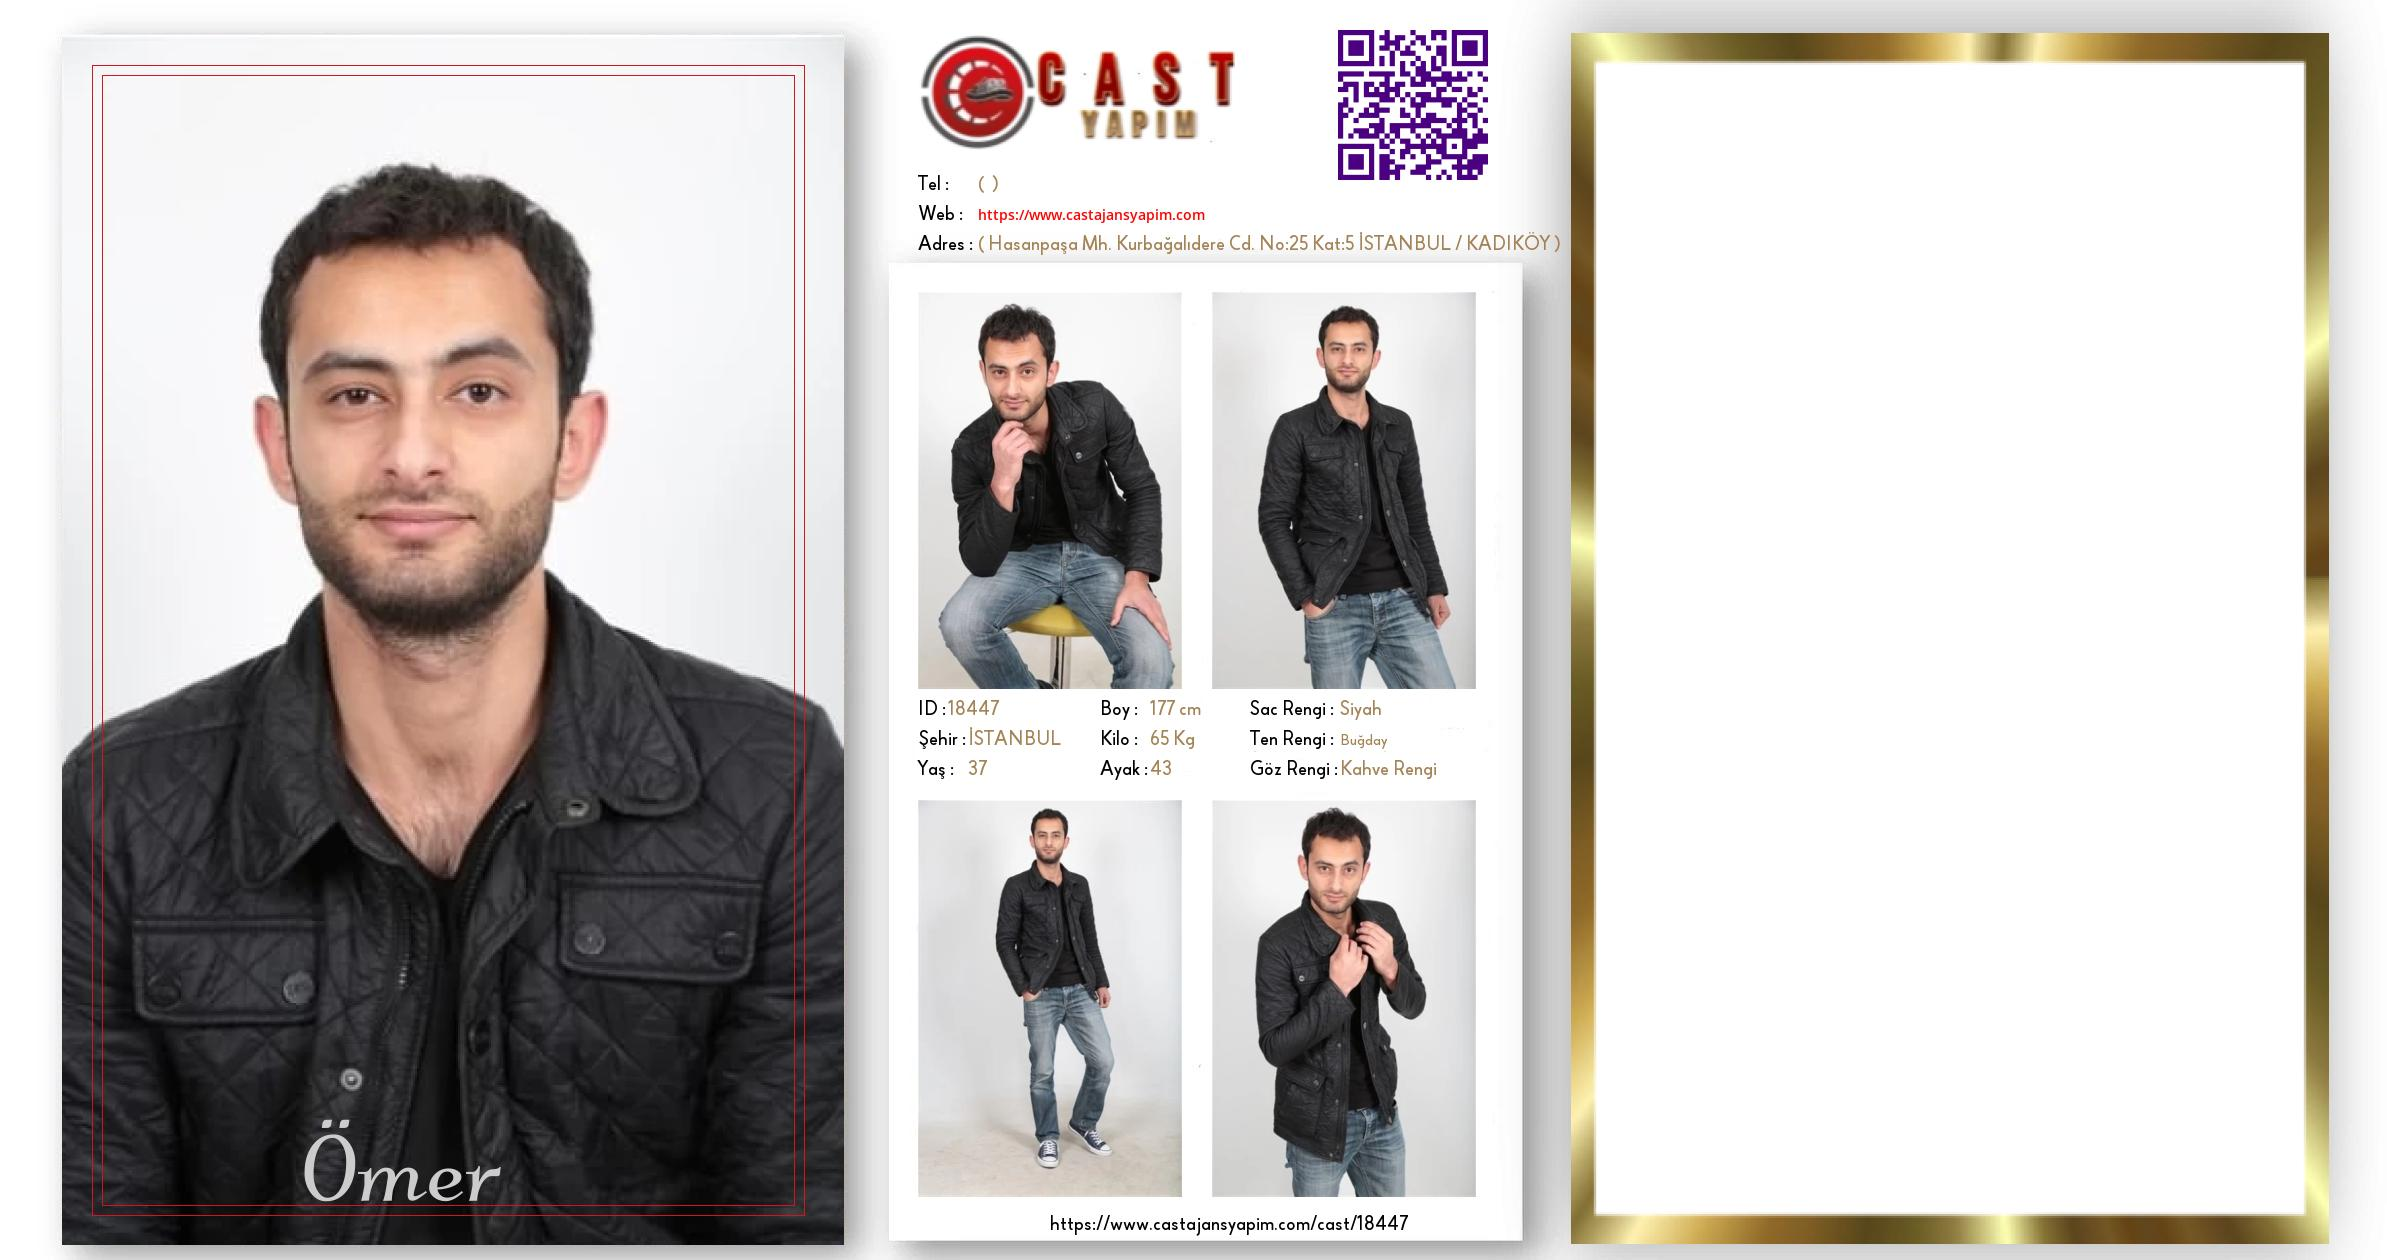 Ömer
CAST
YAPIM
Tel : ( )
Web : https://www.castajansyapim.com
Adres : ( Hasanpaşa Mh. Kurbağalıdere Cd. No:25 Kat:5 İSTANBUL / KADIKÖY )
ID : 18447 Boy : 177 cm Sac Rengi : Siyah
Şehir : İSTANBUL Kilo : 65 Kg Ten Rengi : Buğday
Yaş : 37 Ayak : 43 Göz Rengi : Kahve Rengi
https://www.castajansyapim.com/cast/18447